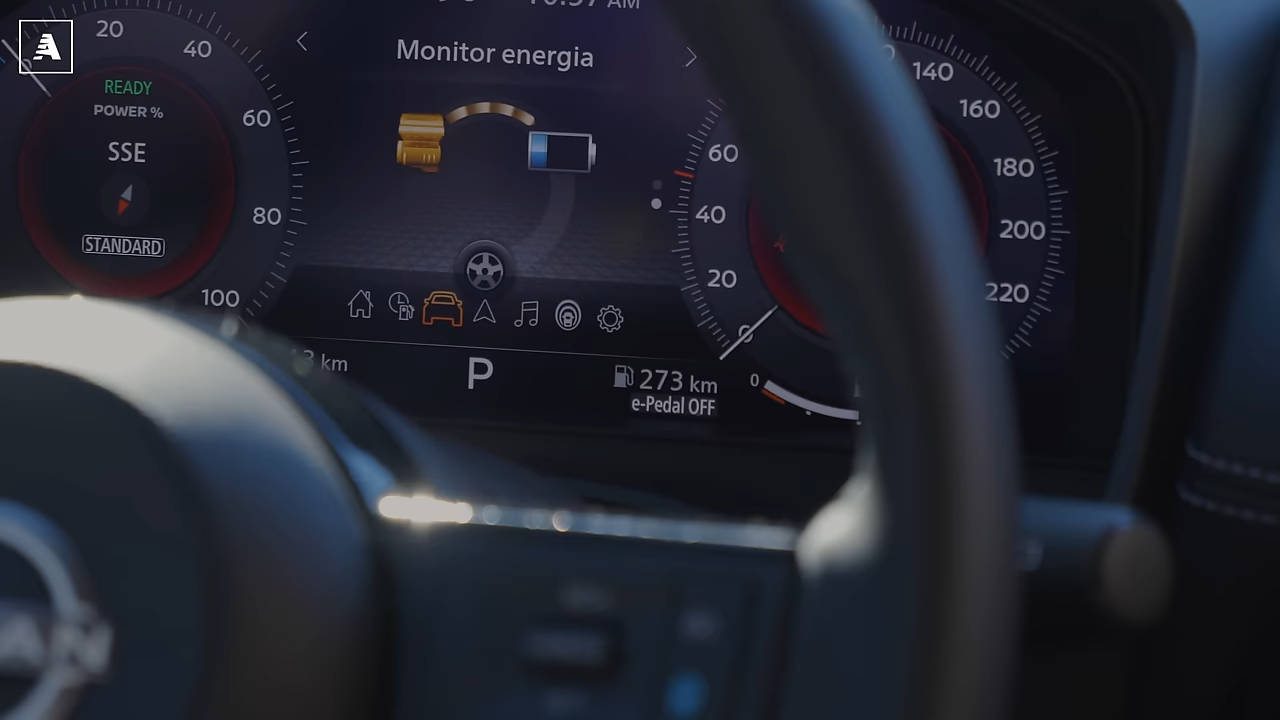 AM
Monitor energia
20
40
60
80
100
READY
POWER %
SSE
STANDARD
60
40
20
0
140
160
180
200
220
km
P
273 km
e-Pedal OFF
0